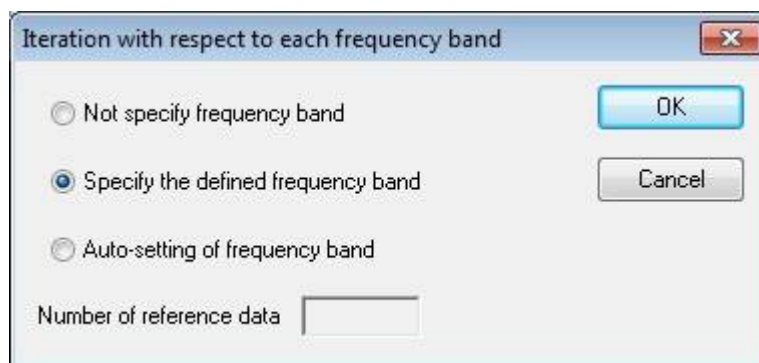 Iteration with respect to each frequency band
Not specify frequency band
OK
Specify the defined frequency band
Cancel
Auto-setting of frequency band
Number of reference data